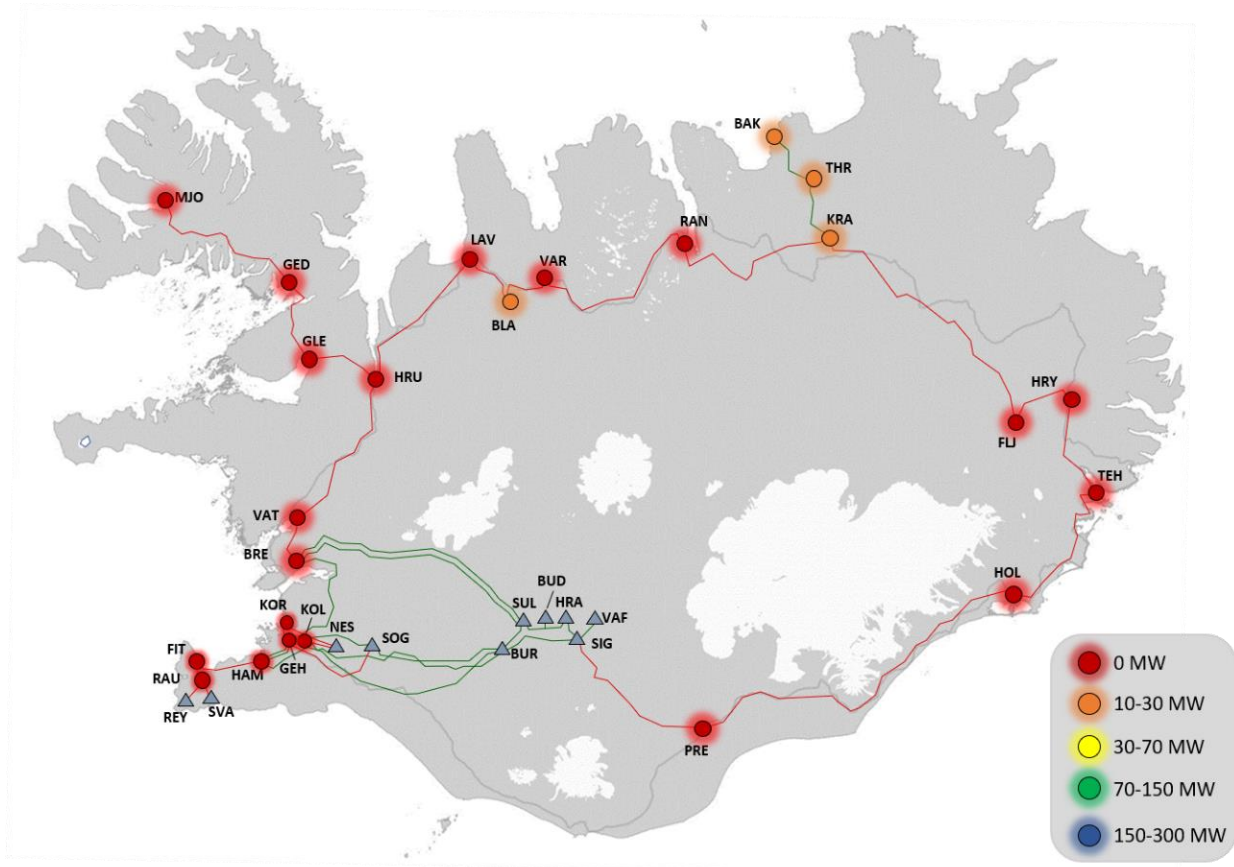 BAK
THR
MJO
KRA
RAN
LAV
VAR
GED
BLA
GLE
HRU
HRY
FLJ
TEH
VAT
BRE
HOL
BUD
HRA
KOR
KOL
SUL
VAF
NES
SOG
FIT
SIG
BUR
GEH
HAM
RAU
REY
SVA
PRE
0 MW
10-30 MW
30-70 MW
70-150 MW
150-300 MW